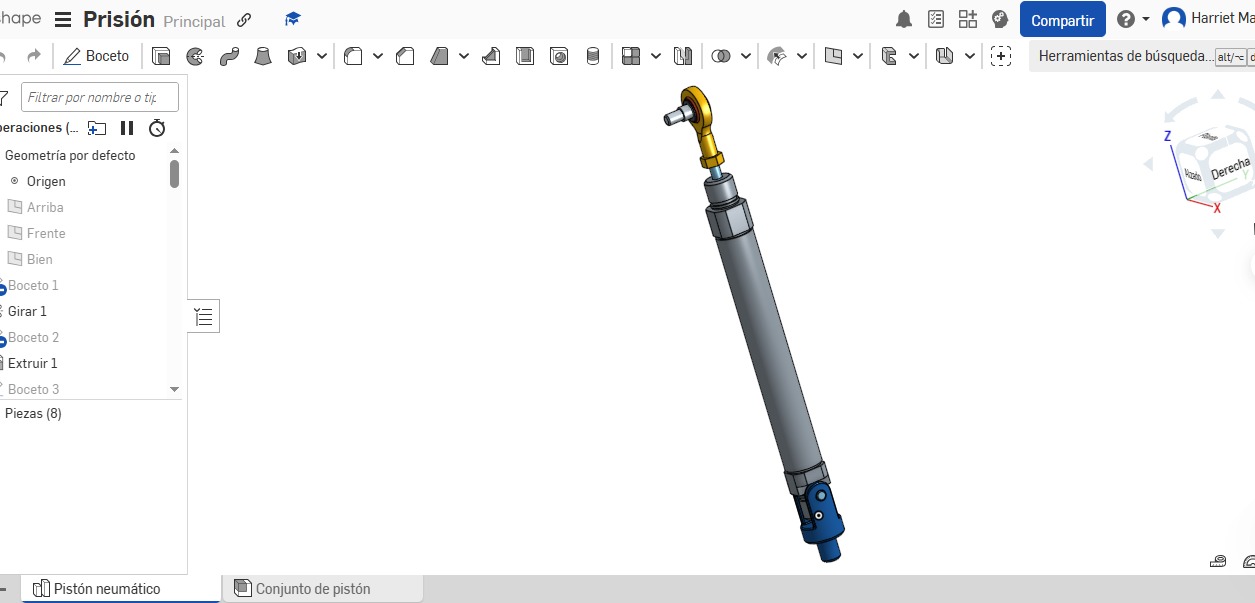 shape Prisión Principal Compartir Harriet Ma
Boceto Herramientas de búsqueda... alt/⌥ c
Filtrar por nombre o tip
peraciones (...
Geometría por defecto
Origen
Arriba
Frente
Bien
Boceto 1
Girar 1
Boceto 2
Extruir 1
Boceto 3
Piezas (8)
Z
Alzado Derecha
Y
X
Pistón neumático Conjunto de pistón